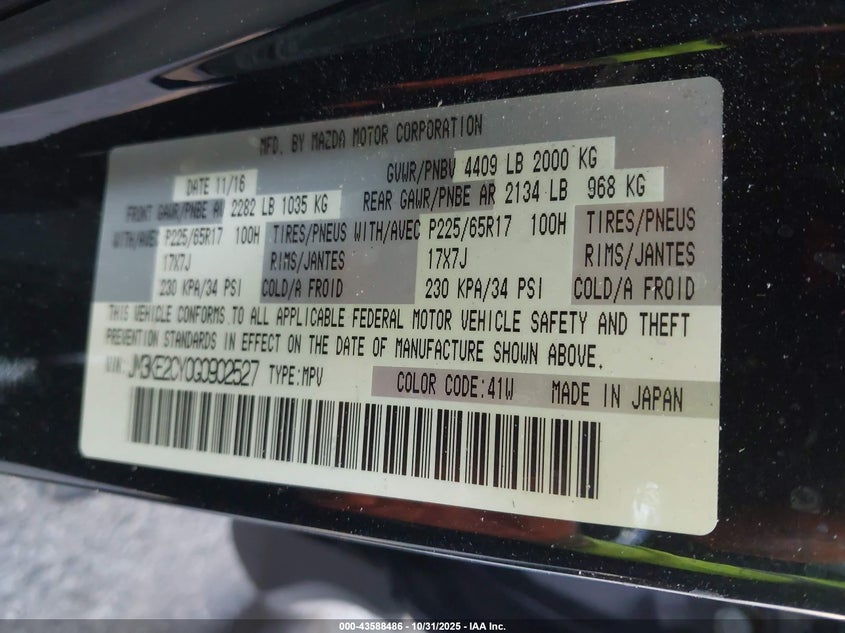 MFD. BY MAZDA MOTOR CORPORATION
DATE 11/16 GVWR/PNBV 4409 LB 2000 KG
FRONT GAWR/PNBE AV 2282 LB 1035 KG REAR GAWR/PNBE AR 2134 LB 968 KG
WITH/AVEC P225/65R17 100H TIRES/PNEUS WITH/AVEC P225/65R17 100H TIRES/PNEUS
17X7J RIMS/JANTES 17X7J RIMS/JANTES
230 KPA/34 PSI COLD/A FROID 230 KPA/34 PSI COLD/A FROID
THIS VEHICLE CONFORMS TO ALL APPLICABLE FEDERAL MOTOR VEHICLE SAFETY AND THEFT
PREVENTION STANDARDS IN EFFECT ON THE DATE OF MANUFACTURE SHOWN ABOVE.
VIN: JM3KE2CY0G0902527 TYPE:MPV COLOR CODE:41W MADE IN JAPAN
000-43588486 - 10/31/2025 - IAA Inc.